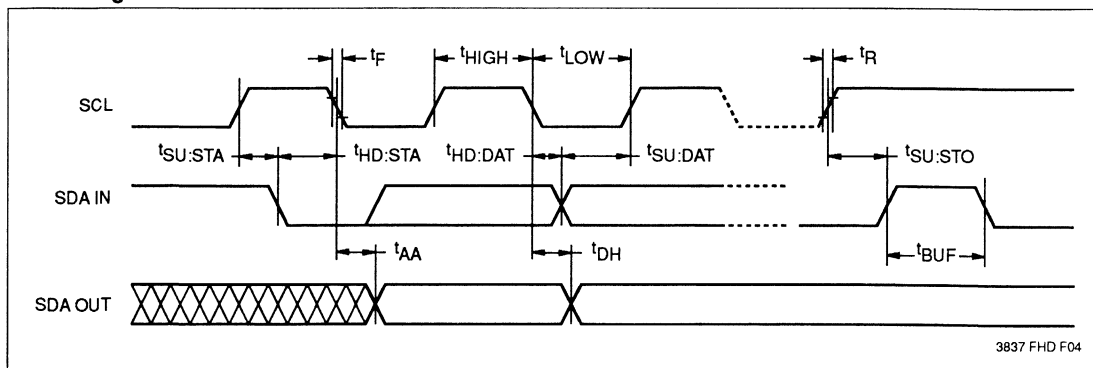 tF tHIGH tLOW tR
SCL
tSU:STA tHD:STA tHD:DAT tSU:DAT tSU:STO
SDA IN
tAA tDH tBUF
SDA OUT
3837 FHD F04